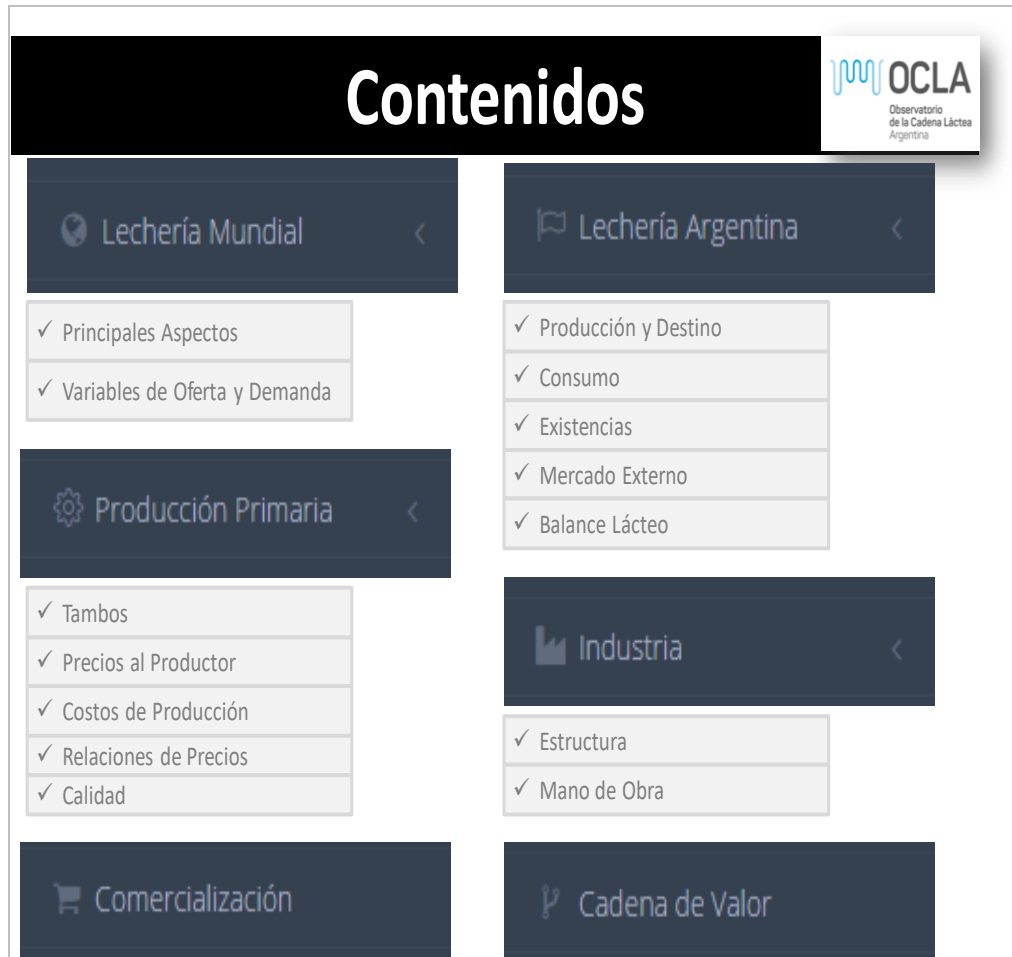 Contenidos
OCLA
Observatorio
de la Cadena Láctea
Argentina
Lechería Mundial
✓ Principales Aspectos
✓ Variables de Oferta y Demanda
Lechería Argentina
✓ Producción y Destino
✓ Consumo
✓ Existencias
✓ Mercado Externo
✓ Balance Lácteo
Producción Primaria
✓ Tambos
✓ Precios al Productor
✓ Costos de Producción
✓ Relaciones de Precios
✓ Calidad
Industria
✓ Estructura
✓ Mano de Obra
Comercialización
Cadena de Valor